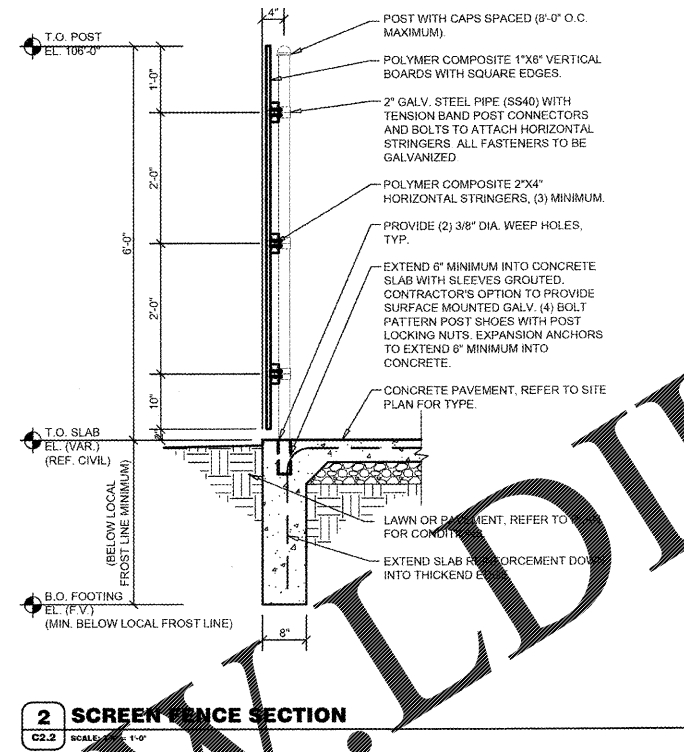 4"
T.O. POST
EL. 106'-0"
POST WITH CAPS SPACED (8'-0" O.C.
MAXIMUM).
POLYMER COMPOSITE 1"X6" VERTICAL
BOARDS WITH SQUARE EDGES.
1'-0"
2" GALV. STEEL PIPE (SS40) WITH
TENSION BAND POST CONNECTORS
AND BOLTS TO ATTACH HORIZONTAL
STRINGERS ALL FASTENERS TO BE
GALVANIZED
2'-0"
POLYMER COMPOSITE 2"X4"
HORIZONTAL STRINGERS, (3) MINIMUM.
PROVIDE (2) 3/8" DIA. WEEP HOLES,
TYP.
6'-0"
2'-0"
EXTEND 6" MINIMUM INTO CONCRETE
SLAB WITH SLEEVES GROUTED.
CONTRACTOR'S OPTION TO PROVIDE
SURFACE MOUNTED GALV. (4) BOLT
PATTERN POST SHOES WITH POST
LOCKING NUTS. EXPANSION ANCHORS
TO EXTEND 6" MINIMUM INTO
CONCRETE.
10"
CONCRETE PAVEMENT, REFER TO SITE
PLAN FOR TYPE.
T.O. SLAB
EL. (VAR.)
(REF. CIVIL)
(BELOW LOCAL
FROST LINE MINIMUM)
LAWN OR PAVEMENT, REFER TO PLAN
FOR CONDITIONS.
EXTEND SLAB REINFORCEMENT DOWN
INTO THICKEND EDGE.
B.O. FOOTING
EL. (F.V.)
(MIN. BELOW LOCAL FROST LINE)
8"
2 SCREEN FENCE SECTION
C2.2 SCALE: = 1'-0"
W.LDI